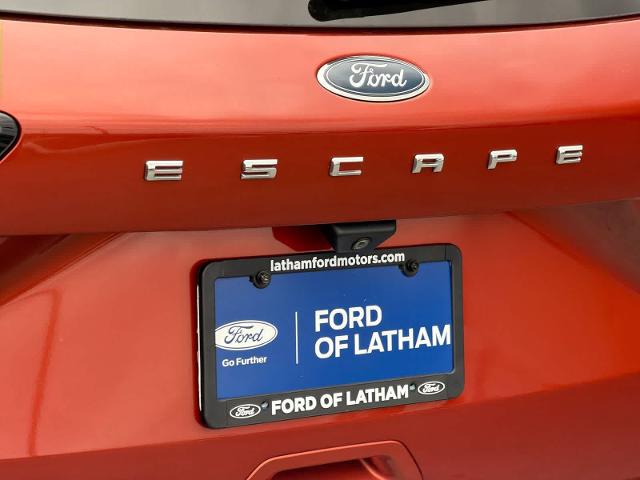 Ford
ESCAPE
lathamfordmotors.com
Ford
Go Further
FORD
OF LATHAM
Ford FORD OF LATHAM Ford